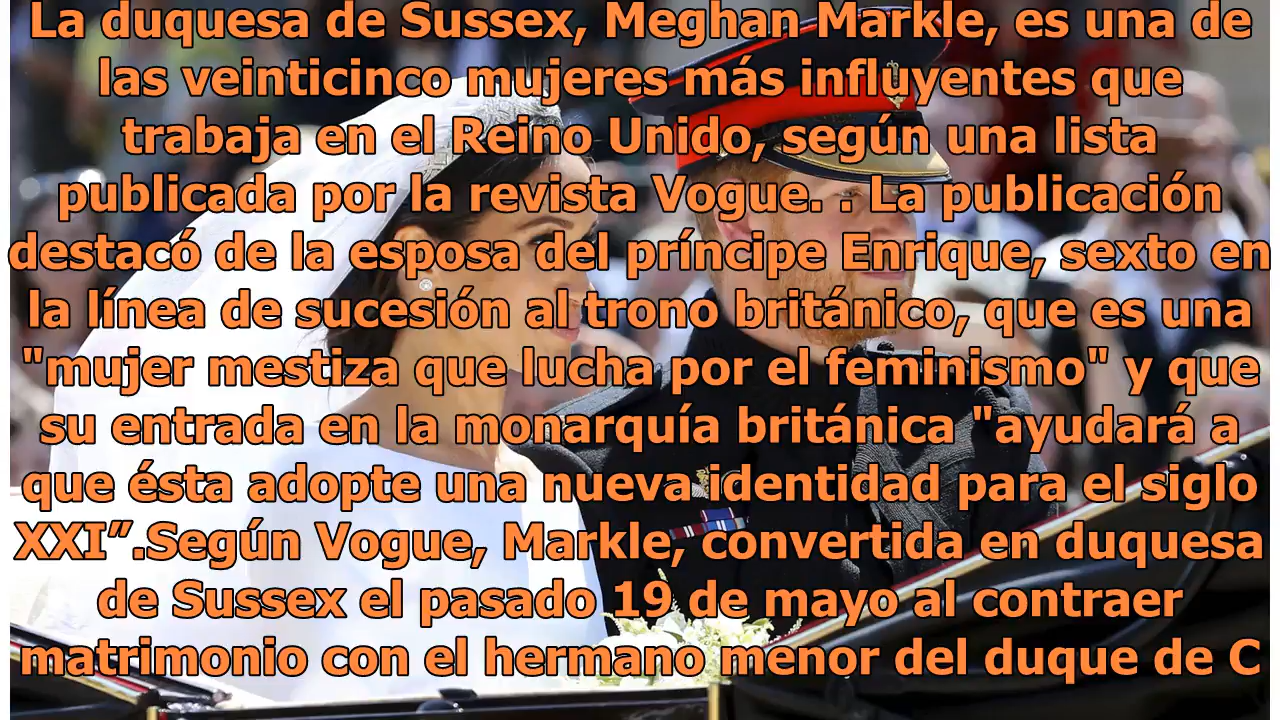 La duquesa de Sussex, Meghan Markle, es una de
las veinticinco mujeres más influyentes que
trabaja en el Reino Unido, según una lista
publicada por la revista Vogue. . La publicación
destacó de la esposa del príncipe Enrique, sexto en
la línea de sucesión al trono británico, que es una
"mujer mestiza que lucha por el feminismo" y que
su entrada en la monarquía británica "ayudará a
que ésta adopte una nueva identidad para el siglo
XXI”.Según Vogue, Markle, convertida en duquesa
de Sussex el pasado 19 de mayo al contraer
matrimonio con el hermano menor del duque de C